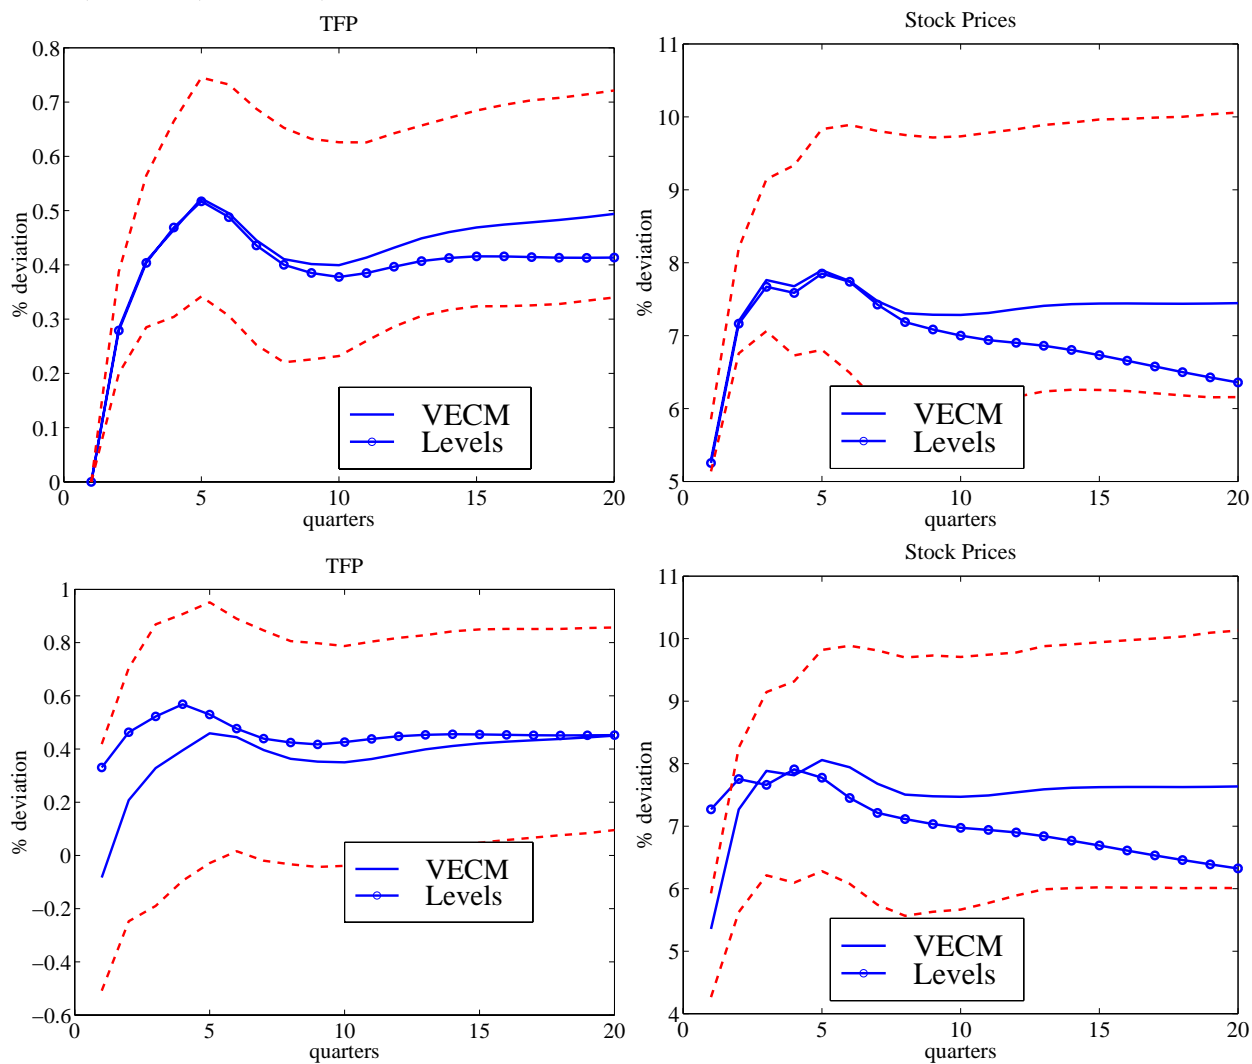 TFP
0.8
0.7
0.6
0.5
0.4
0.3
0.2
0.1
0
% deviation
VECM
Levels
0 5 10 15 20
quarters
Stock Prices
11
10
9
8
7
6
5
% deviation
VECM
Levels
0 5 10 15 20
quarters
TFP
1
0.8
0.6
0.4
0.2
0
−0.2
−0.4
−0.6
% deviation
VECM
Levels
0 5 10 15 20
quarters
Stock Prices
11
10
9
8
7
6
5
4
% deviation
VECM
Levels
0 5 10 15 20
quarters